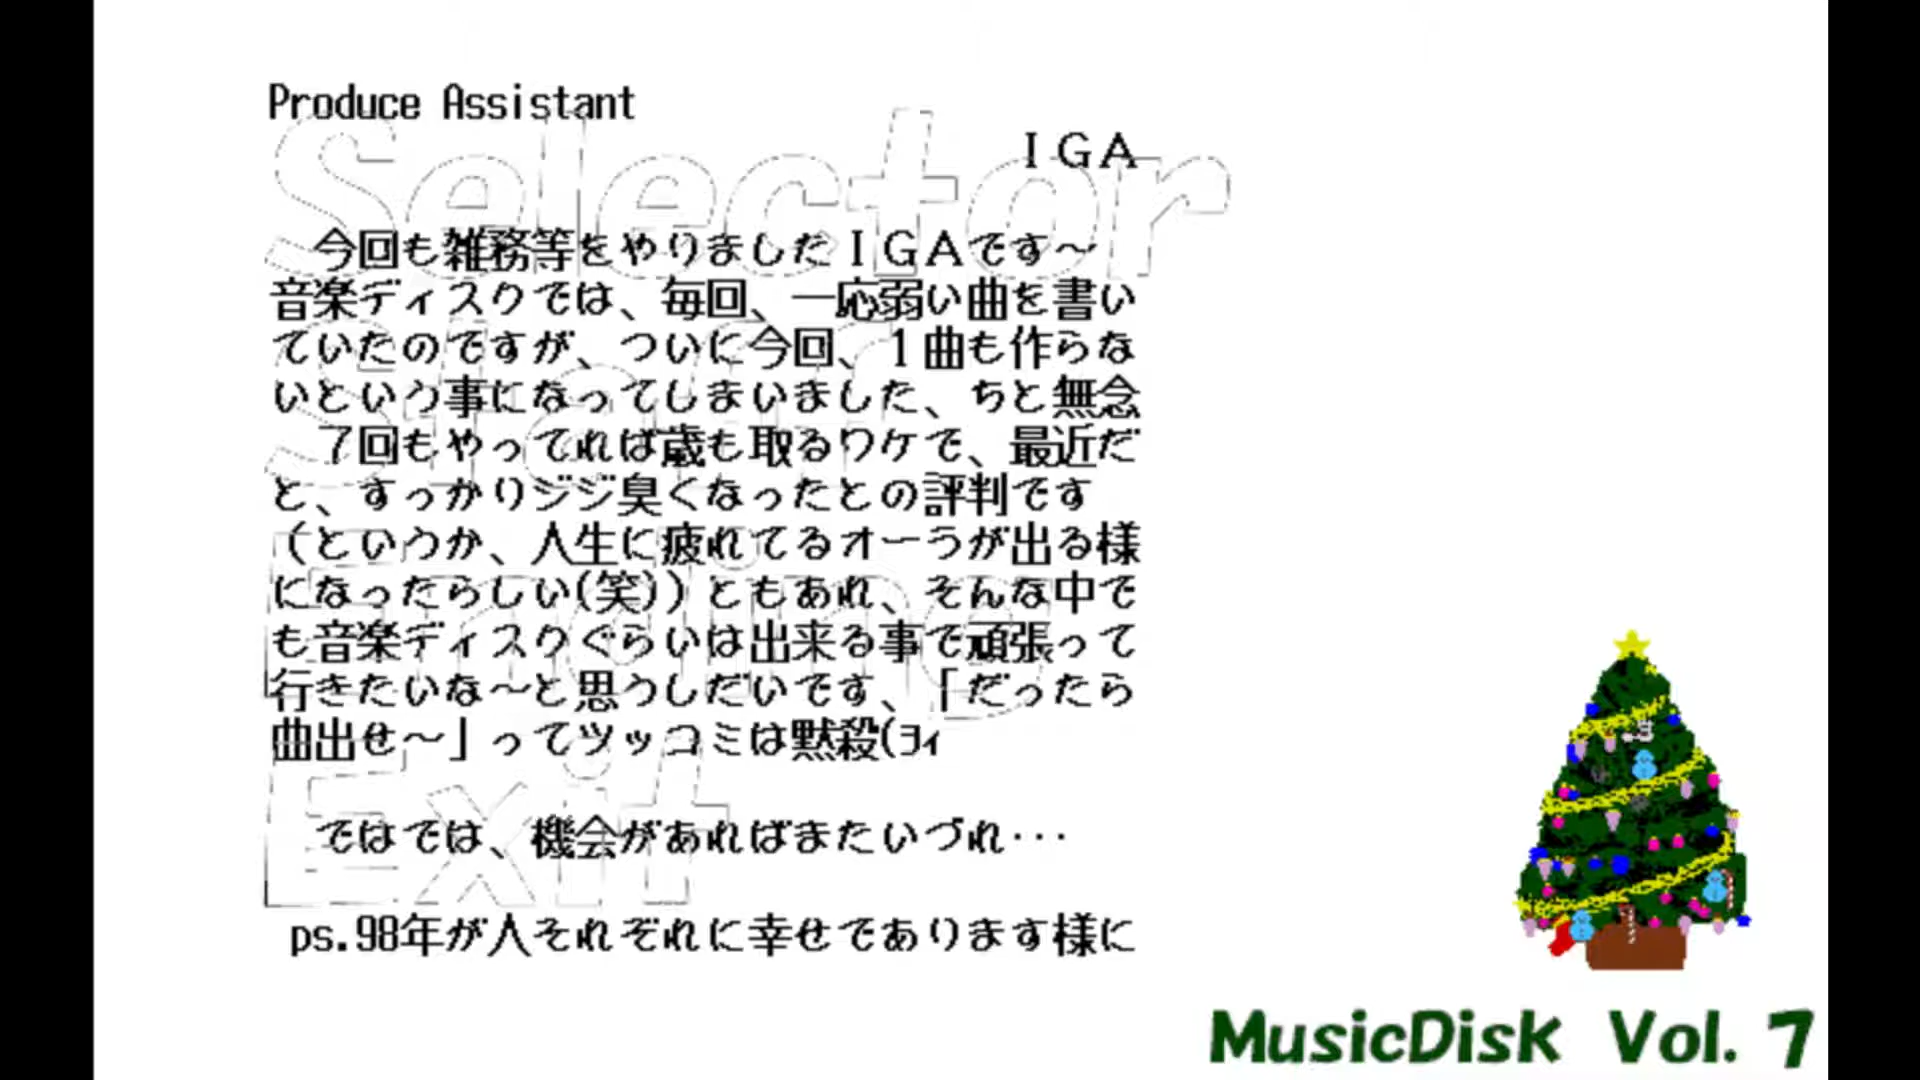 Produce Assistant
ＩＧＡ
Selector
今回も雑務等をやりましたＩＧＡです～
音楽ディスクでは、毎回、一応弱い曲を書い
ていたのですが、ついに今回、１曲も作らな
いという事になってしまいました、ちと無念
Staff
７回もやってれば歳も取るワケで、最近だ
と、すっかりジジ臭くなったとの評判です
（というか、人生に疲れてるオーラが出る様
になったらしい(笑)）ともあれ、そんな中で
Ending
も音楽ディスクぐらいは出来る事で頑張って
行きたいな～と思うしだいです、「だったら
曲出せ～」ってツッコミは黙殺(ｦｨ
Exit
ではでは、機会があればまたいづれ･･･
ps.98年が人それぞれに幸せであります様に
MusicDisk Vol. 7